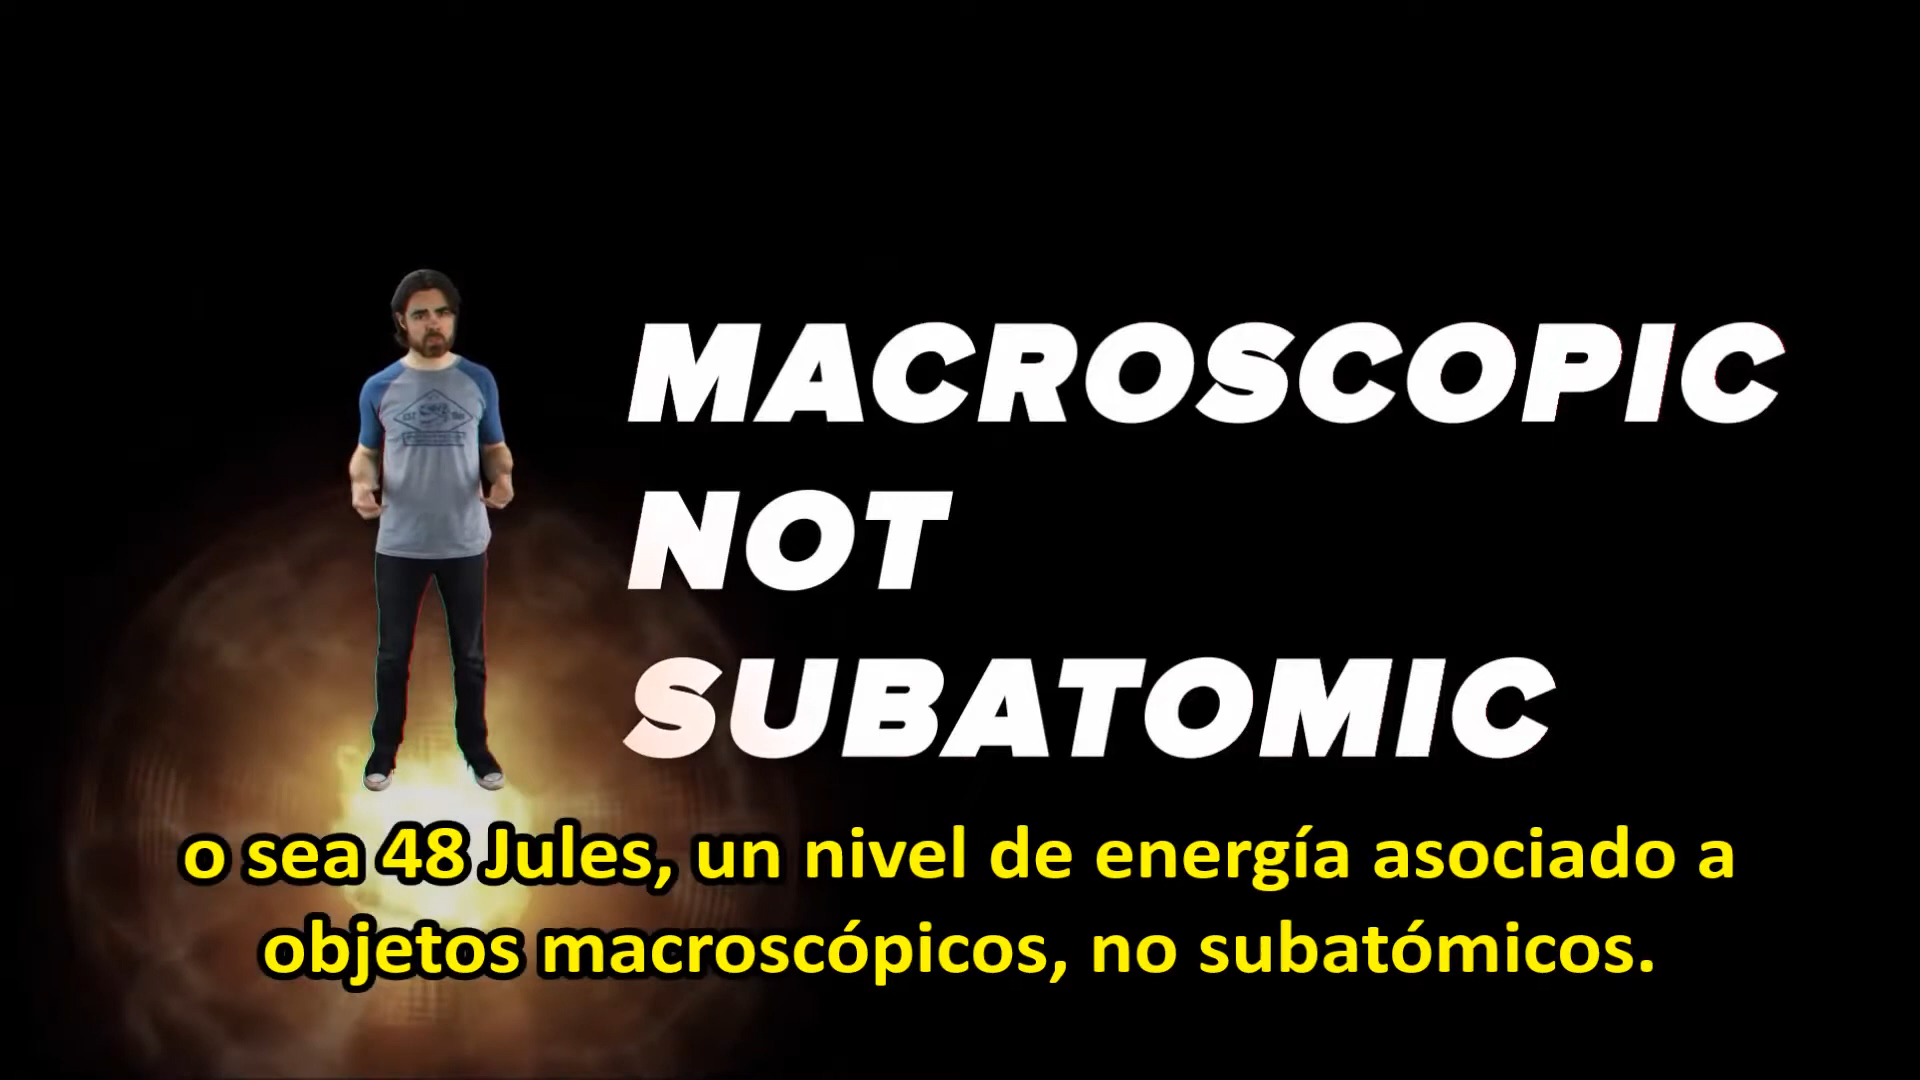 MACROSCOPIC
NOT
SUBATOMIC
o sea 48 Jules, un nivel de energía asociado a
objetos macroscópicos, no subatómicos.